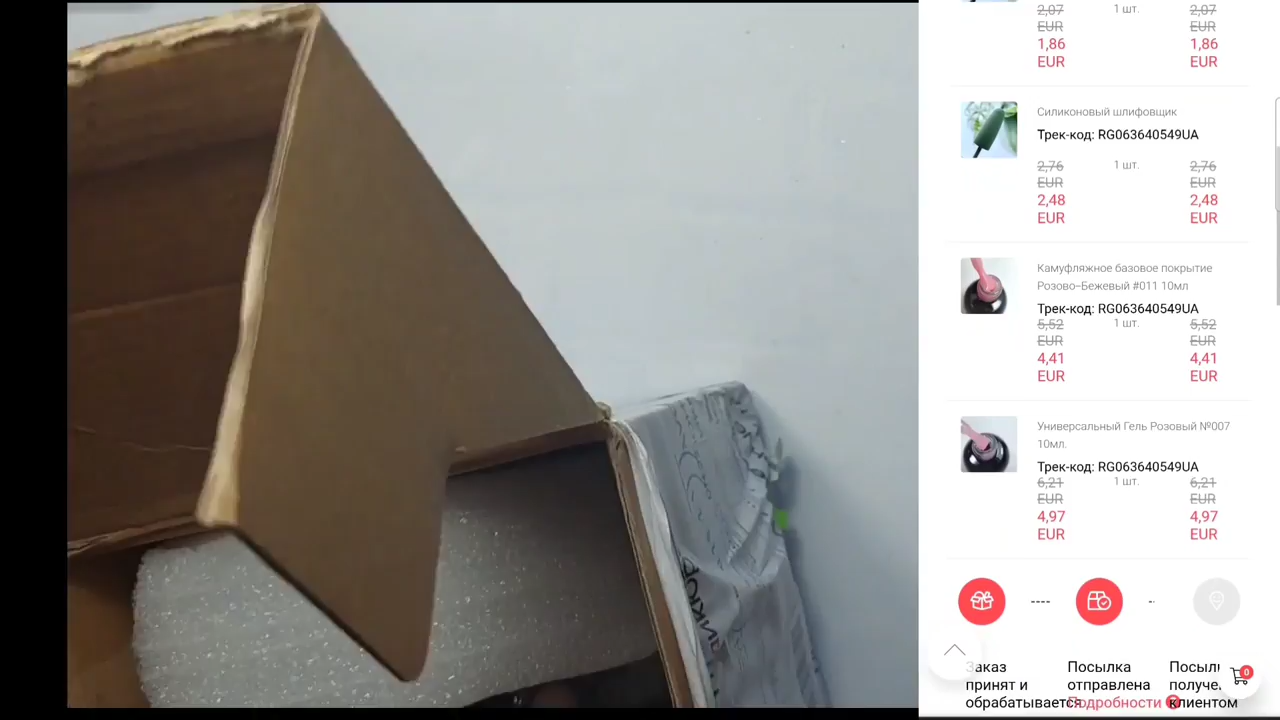 2,07
EUR
1 шт.
2,07
EUR
1,86
EUR
1,86
EUR
Силиконовый шлифовщик
Трек-код: RG063640549UA
2,76
EUR
1 шт.
2,76
EUR
2,48
EUR
2,48
EUR
Камуфляжное базовое покрытие
Розово-Бежевый #011 10мл
Трек-код: RG063640549UA
5,52
EUR
1 шт.
5,52
EUR
4,41
EUR
4,41
EUR
Универсальный Гель Розовый №007
10мл.
Трек-код: RG063640549UA
6,21
EUR
1 шт.
6,21
EUR
4,97
EUR
4,97
EUR
0
Заказ
принят и
обрабатывается
Посылка
отправлена
Подробности
клиентом